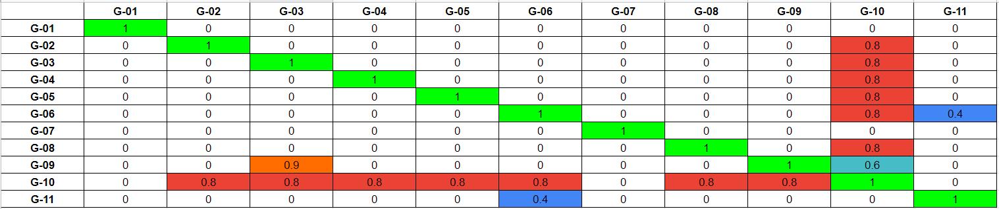 G-01 G-02 G-03 G-04 G-05 G-06 G-07 G-08 G-09 G-10 G-11
G-01 1 0 0 0 0 0 0 0 0 0 0
G-02 0 1 0 0 0 0 0 0 0 0.8 0
G-03 0 0 1 0 0 0 0 0 0 0.8 0
G-04 0 0 0 1 0 0 0 0 0 0.8 0
G-05 0 0 0 0 1 0 0 0 0 0.8 0
G-06 0 0 0 0 0 1 0 0 0 0.8 0.4
G-07 0 0 0 0 0 0 1 0 0 0 0
G-08 0 0 0 0 0 0 0 1 0 0.8 0
G-09 0 0 0.9 0 0 0 0 0 1 0.6 0
G-10 0 0.8 0.8 0.8 0.8 0.8 0 0.8 0.8 1 0
G-11 0 0 0 0 0 0.4 0 0 0 0 1